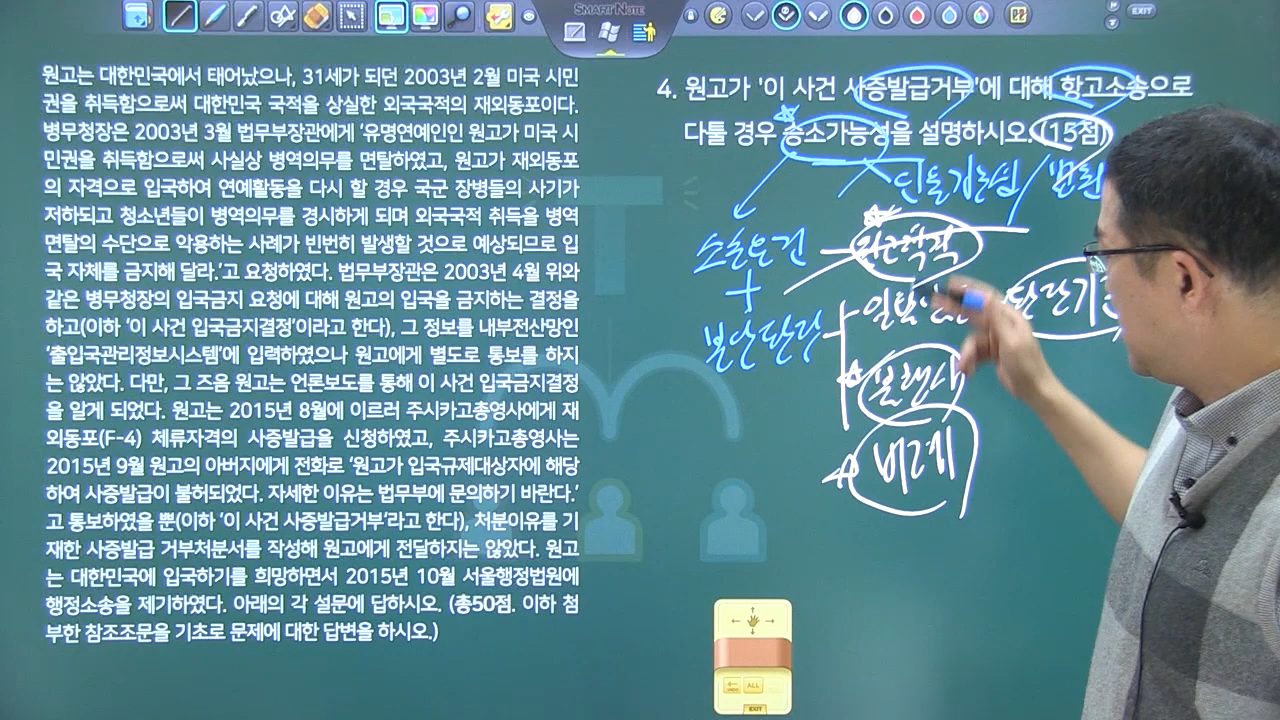 SMART NOTE
EXIT
원고는 대한민국에서 태어났으나, 31세가 되던 2003년 2월 미국 시민
권을 취득함으로써 대한민국 국적을 상실한 외국국적의 재외동포이다.
병무청장은 2003년 3월 법무부장관에게 '유명연예인인 원고가 미국 시
민권을 취득함으로써 사실상 병역의무를 면탈하였고, 원고가 재외동포
의 자격으로 입국하여 연예활동을 다시 할 경우 국군 장병들의 사기가
저하되고 청소년들이 병역의무를 경시하게 되며 외국국적 취득을 병역
면탈의 수단으로 악용하는 사례가 빈번히 발생할 것으로 예상되므로 입
국 자체를 금지해 달라.'고 요청하였다. 법무부장관은 2003년 4월 위와
같은 병무청장의 입국금지 요청에 대해 원고의 입국을 금지하는 결정을
하고(이하 '이 사건 입국금지결정'이라고 한다), 그 정보를 내부전산망인
'출입국관리정보시스템'에 입력하였으나 원고에게 별도로 통보를 하지
는 않았다. 다만, 그 즈음 원고는 언론보도를 통해 이 사건 입국금지결정
을 알게 되었다. 원고는 2015년 8월에 이르러 주시카고총영사에게 재
외동포(F-4) 체류자격의 사증발급을 신청하였고, 주시카고총영사는
2015년 9월 원고의 아버지에게 전화로 '원고가 입국규제대상자에 해당
하여 사증발급이 불허되었다. 자세한 이유는 법무부에 문의하기 바란다.'
고 통보하였을 뿐(이하 '이 사건 사증발급거부'라고 한다), 처분이유를 기
재한 사증발급 거부처분서를 작성해 원고에게 전달하지는 않았다. 원고
는 대한민국에 입국하기를 희망하면서 2015년 10월 서울행정법원에
행정소송을 제기하였다. 아래의 각 설문에 답하시오. (총50점. 이하 첨
부한 참조조문을 기초로 문제에 대한 답변을 하시오.)
4. 원고가 '이 사건 사증발급거부'에 대해 항고소송으로
다툴 경우 승소가능성을 설명하시오. (15점)
소송요건
+
본안판단
원고적격
판단기준
비례
UNDO ALL
EXIT